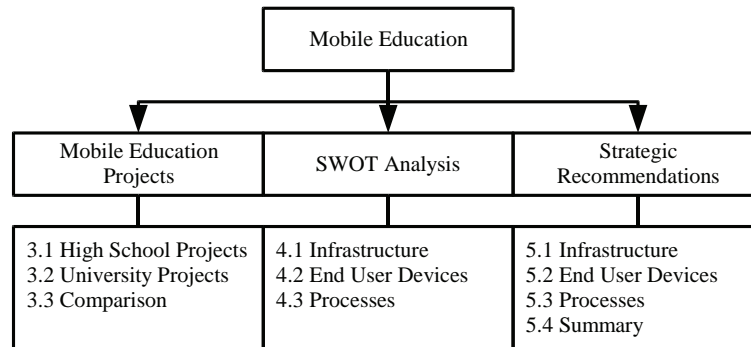 Mobile Education
Mobile Education
Projects
SWOT Analysis
Strategic
Recommendations
3.1 High School Projects
3.2 University Projects
3.3 Comparison
4.1 Infrastructure
4.2 End User Devices
4.3 Processes
5.1 Infrastructure
5.2 End User Devices
5.3 Processes
5.4 Summary